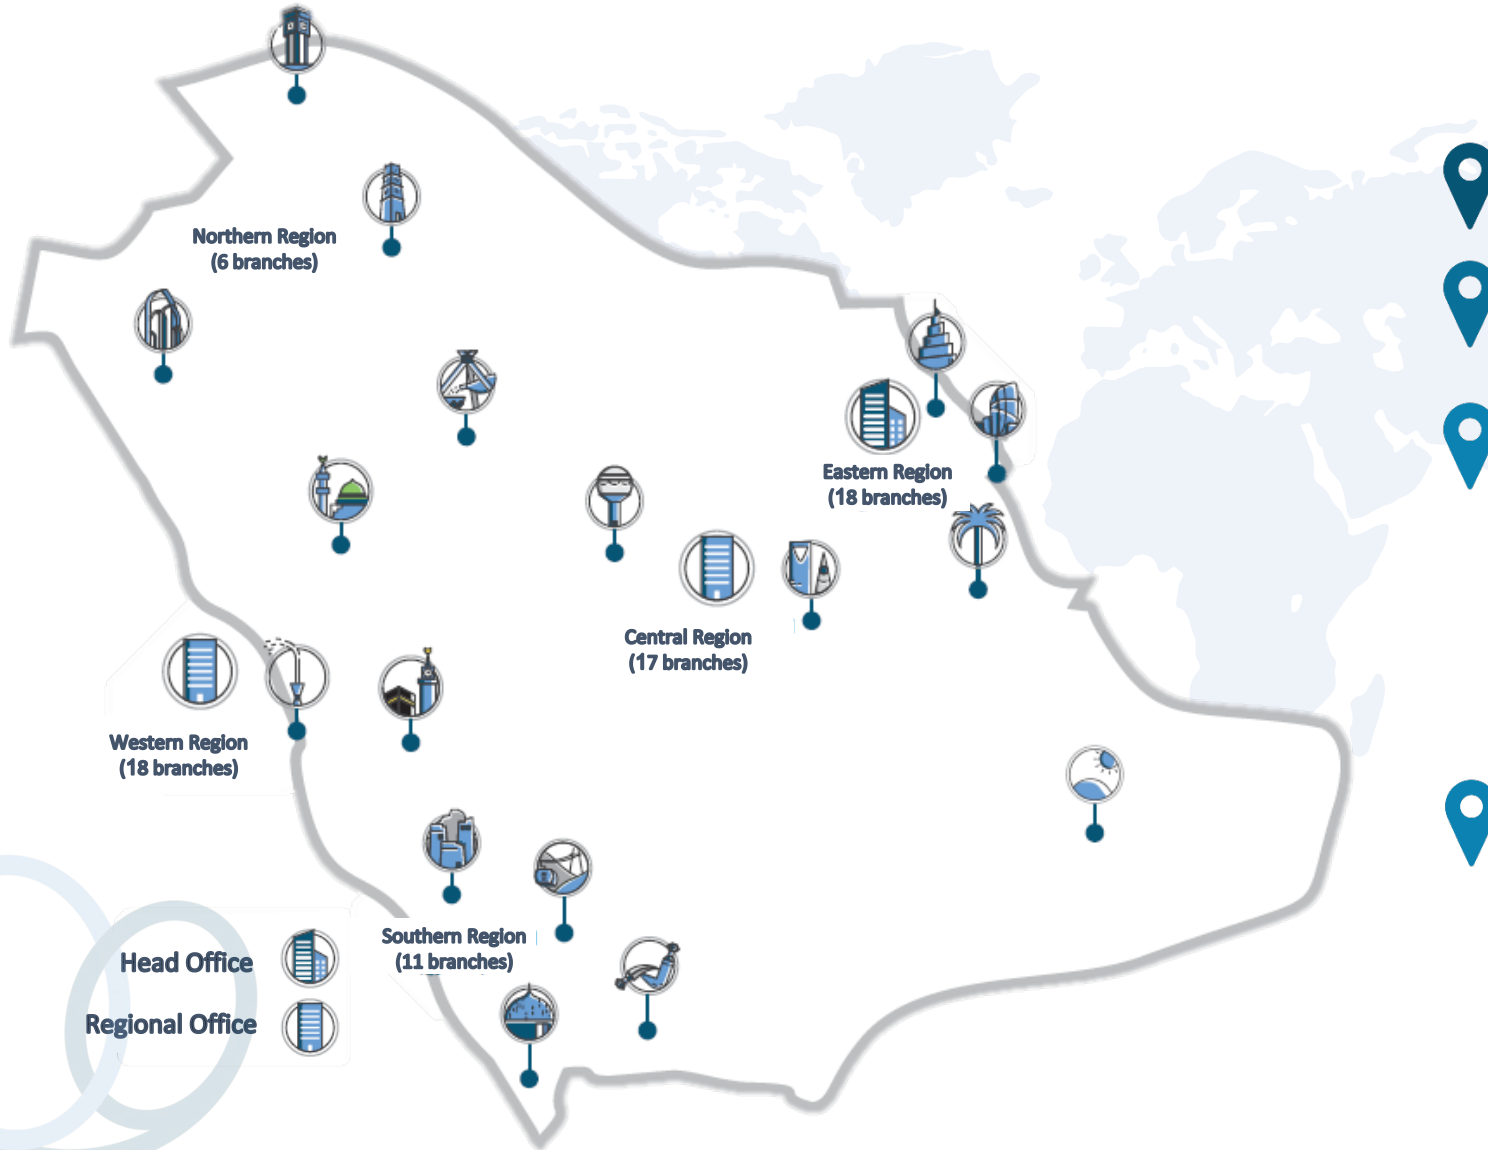 Northern Region
(6 branches)
Eastern Region
(18 branches)
Central Region
(17 branches)
Western Region
(18 branches)
Southern Region
(11 branches)
Head Office
Regional Office